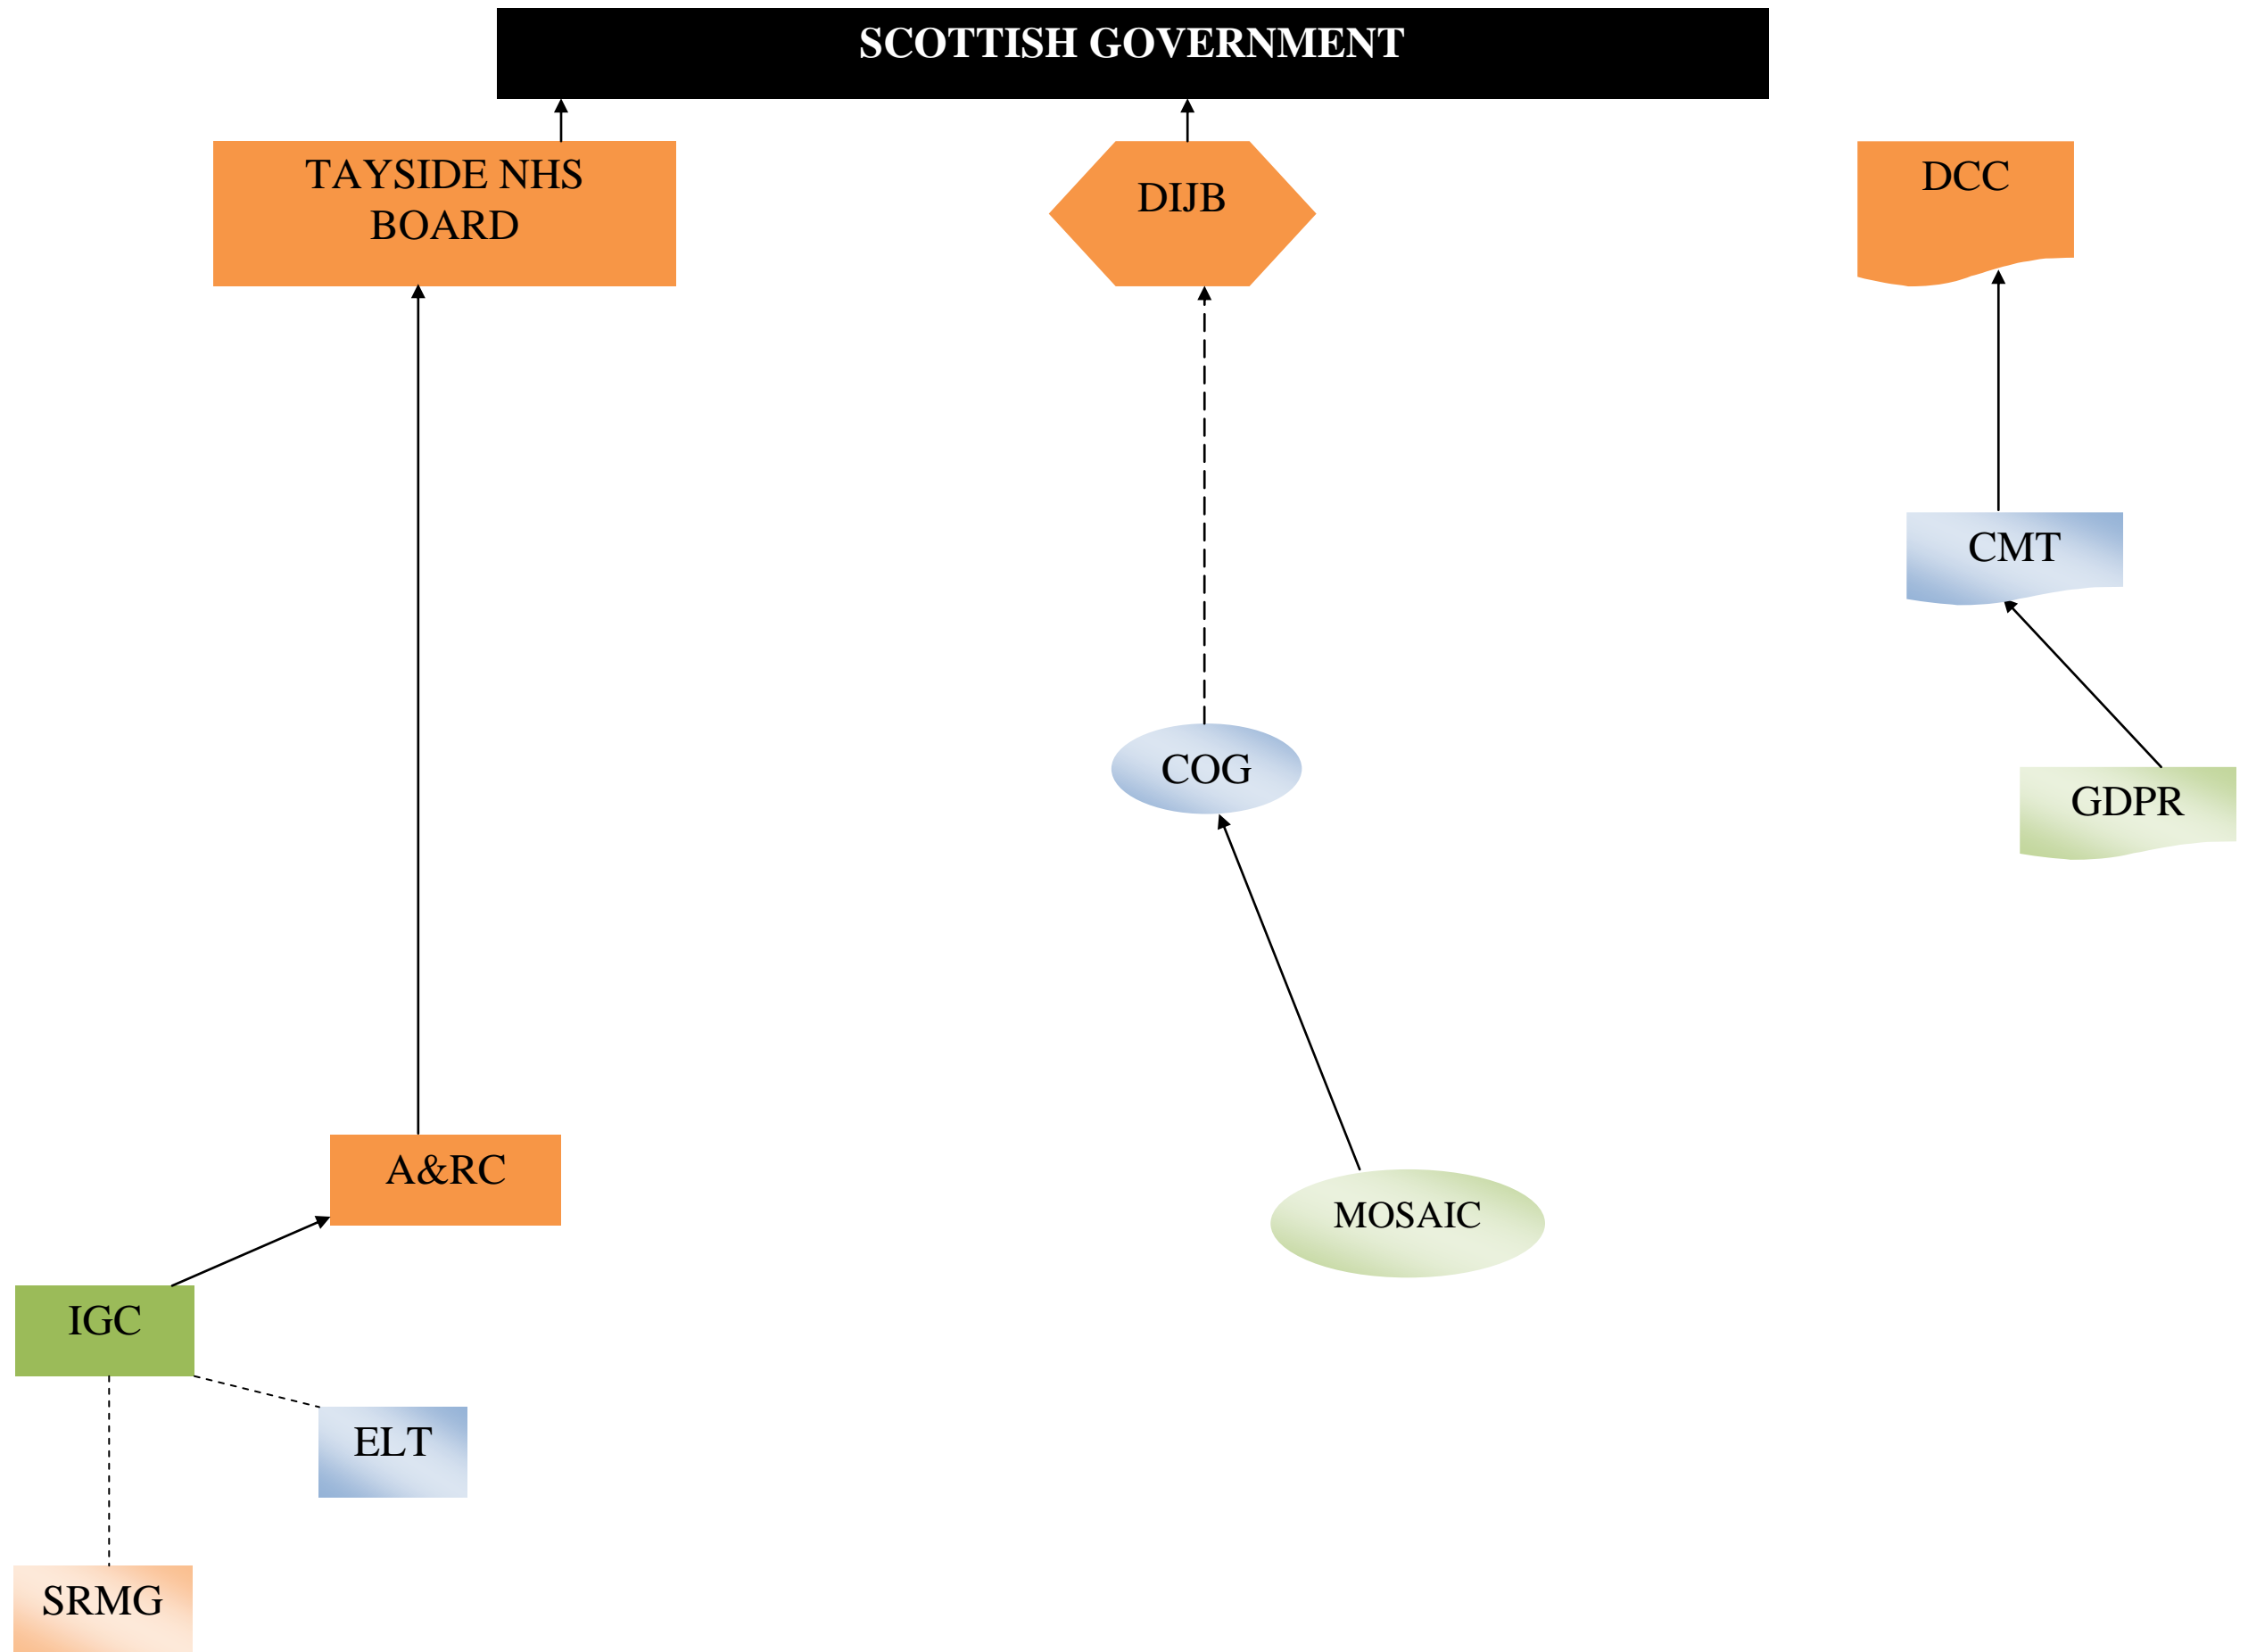 SCOTTISH GOVERNMENT
TAYSIDE NHS
BOARD
DIJB
DCC
CMT
COG
GDPR
A&RC
MOSAIC
IGC
ELT
SRMG